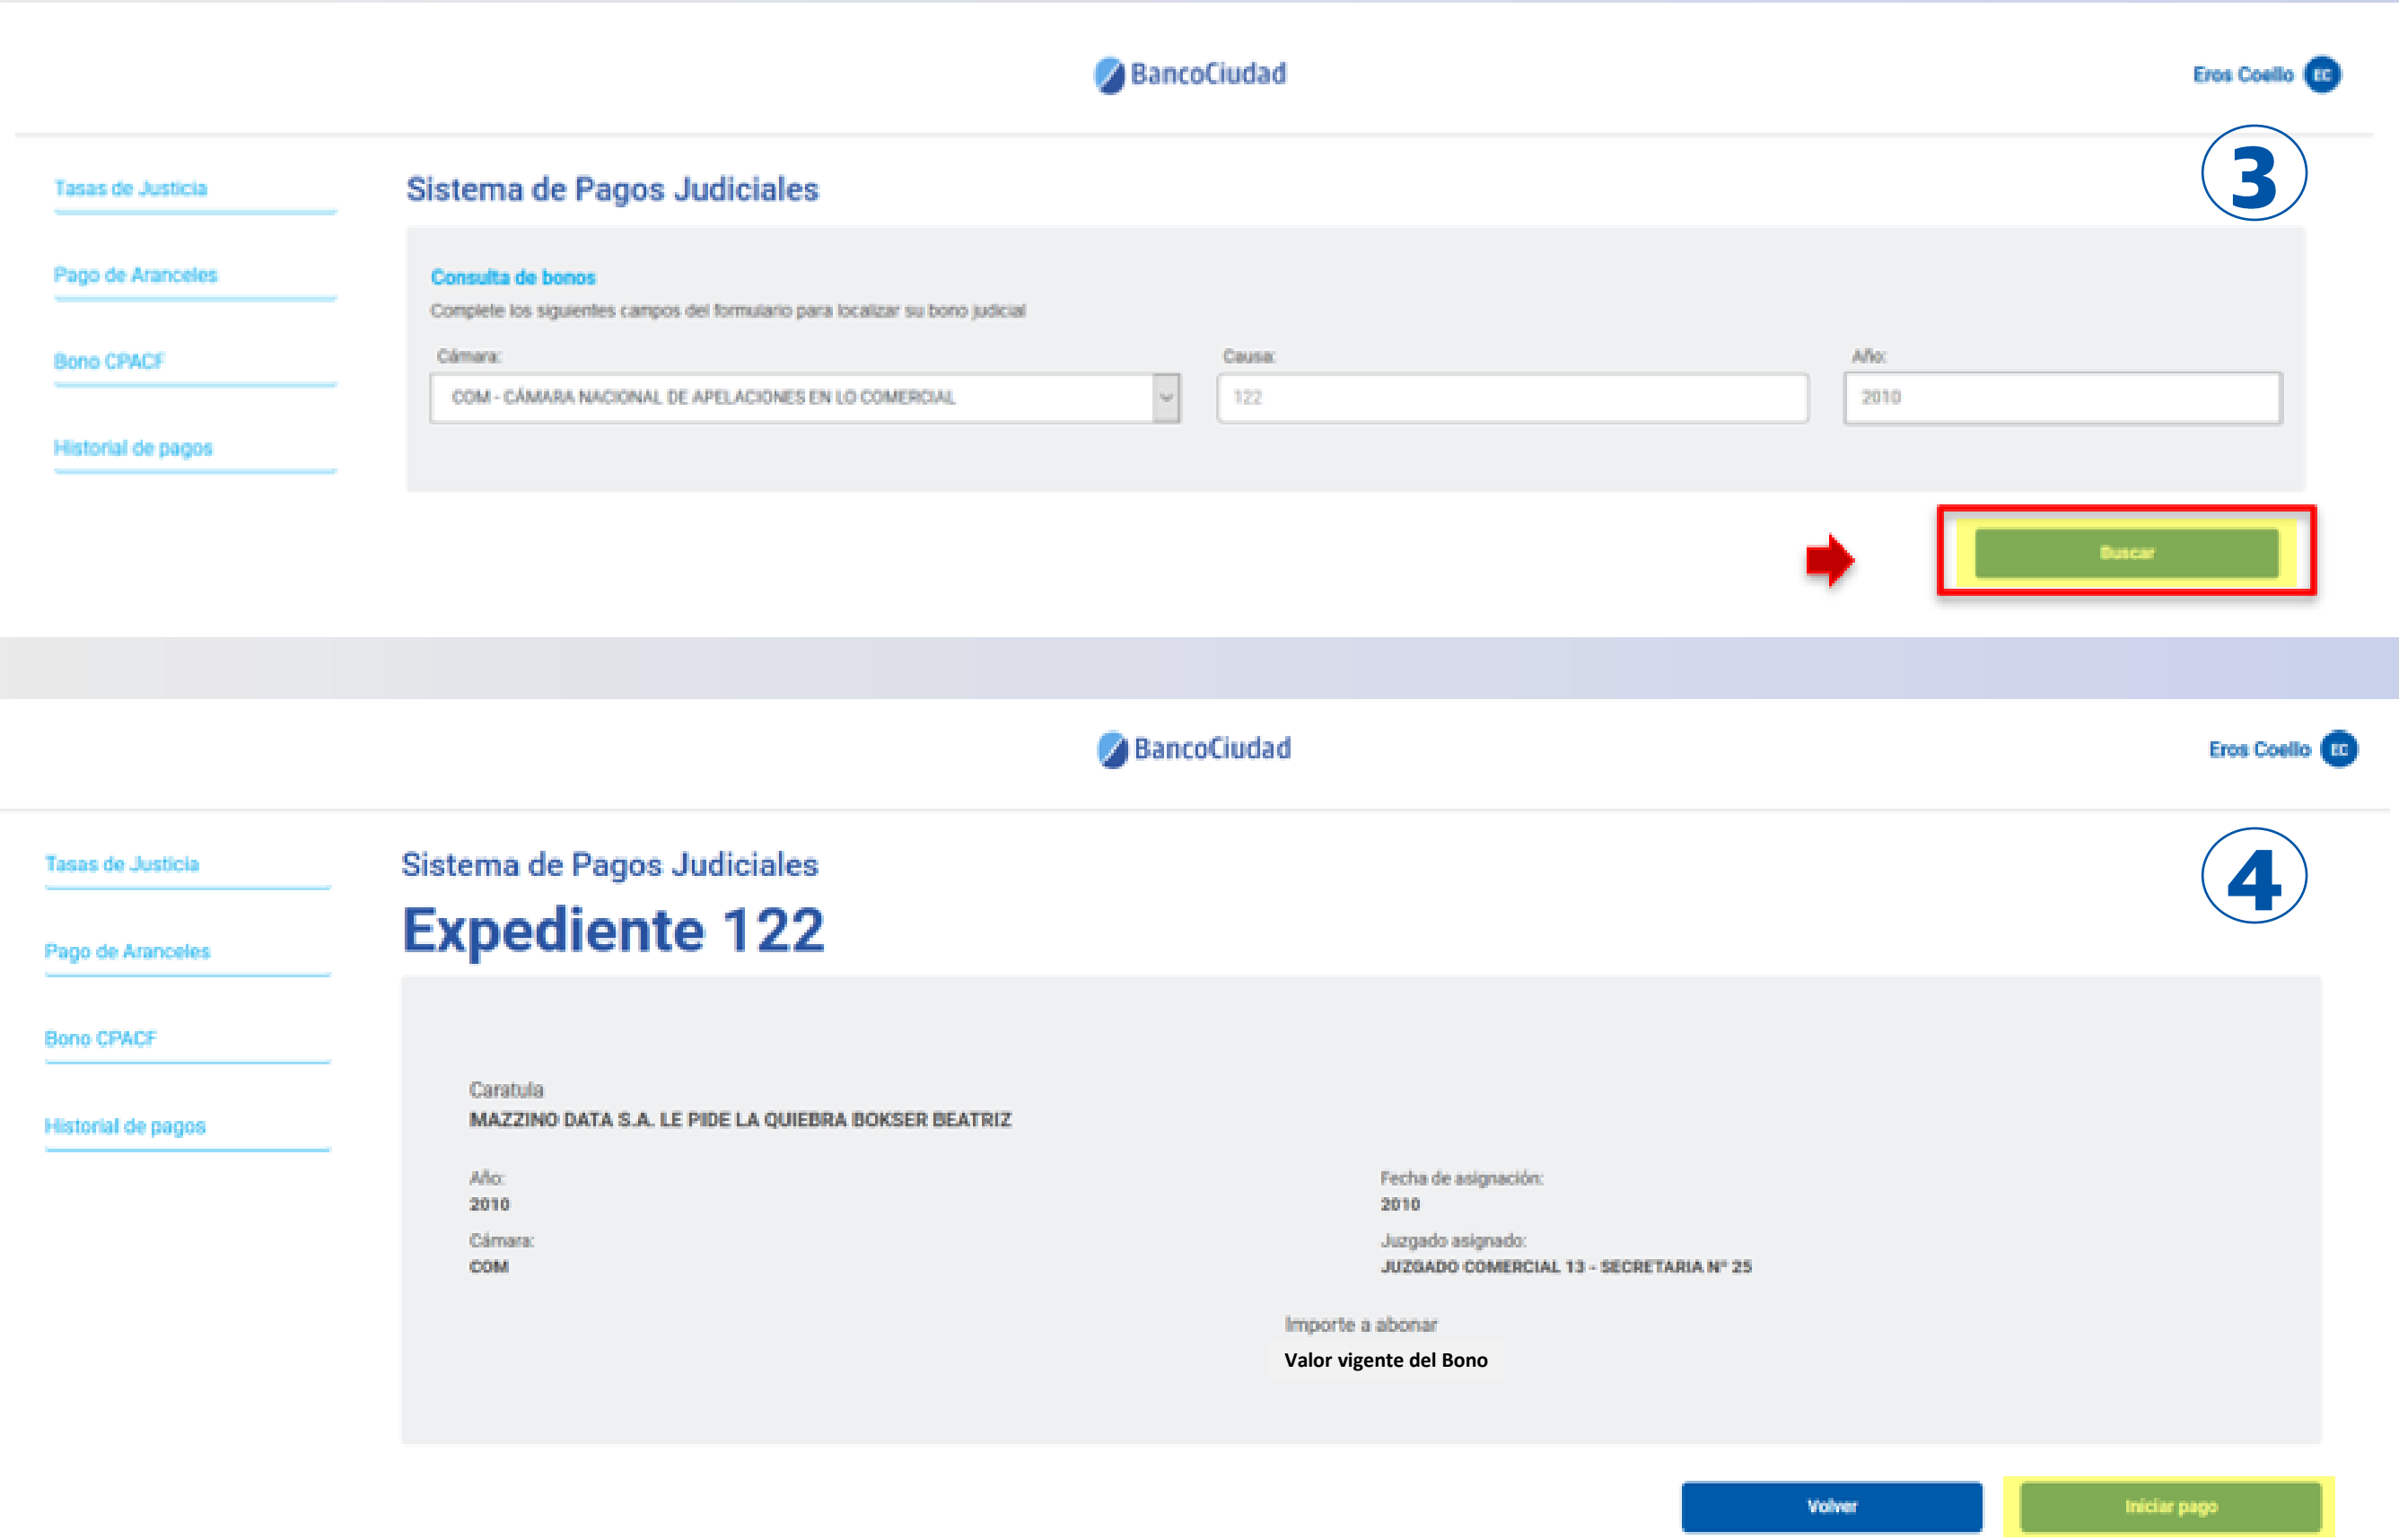 BancoCiudad
Eros Coello EC
3
Tasas de Justicia
Pago de Aranceles
Bono CPACF
Historial de pagos
Sistema de Pagos Judiciales
Consulta de bonos
Complete los siguientes campos del formulario para localizar su bono judicial
Cámara:
COM - CÁMARA NACIONAL DE APELACIONES EN LO COMERCIAL
Causa:
122
Año:
2010
Buscar
BancoCiudad
Eros Coello EC
4
Tasas de Justicia
Pago de Aranceles
Bono CPACF
Historial de pagos
Sistema de Pagos Judiciales
Expediente 122
Caratula
MAZZINO DATA S.A. LE PIDE LA QUIEBRA BOKSER BEATRIZ
Año:
2010
Fecha de asignación:
2010
Cámara:
COM
Juzgado asignado:
JUZGADO COMERCIAL 13 - SECRETARIA Nº 25
Importe a abonar
Valor vigente del Bono
Volver
Iniciar pago